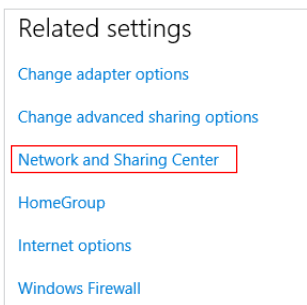 Related settings
Change adapter options
Change advanced sharing options
Network and Sharing Center
HomeGroup
Internet options
Windows Firewall